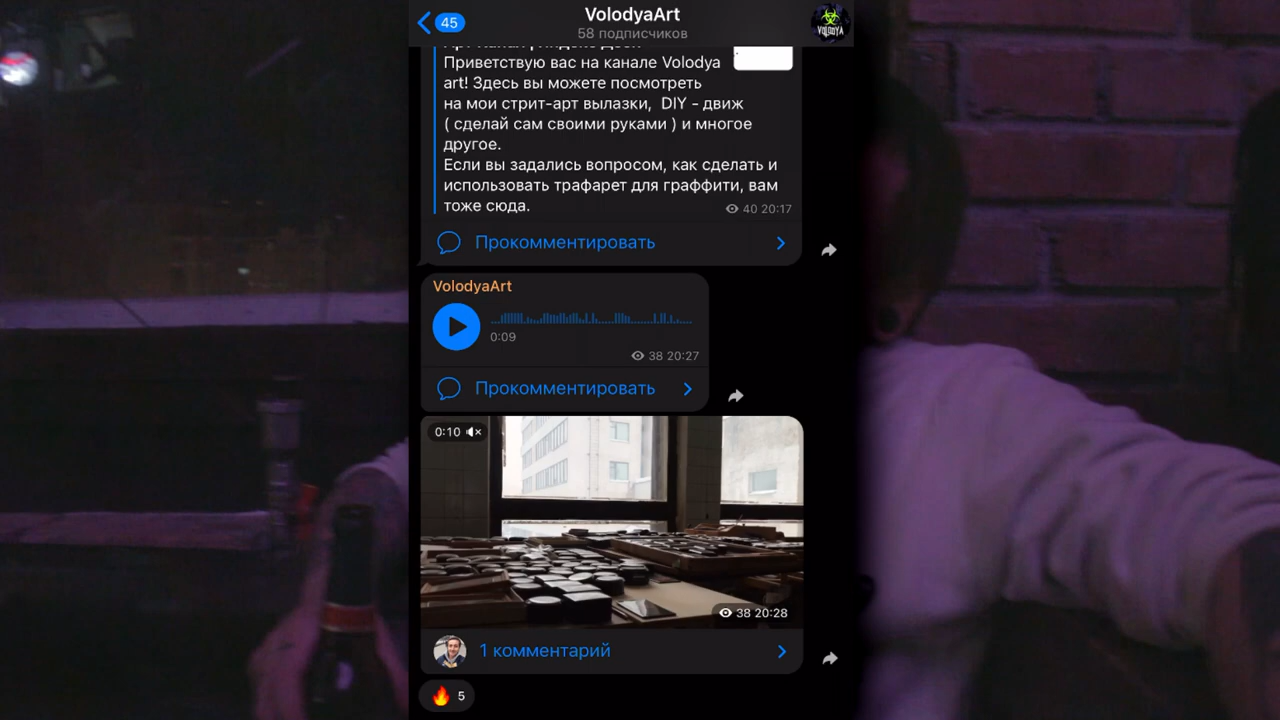 45
VolodyaArt
58 подписчиков
VOLODYA
Приветствую вас на канале Volodya
art! Здесь вы можете посмотреть
на мои стрит-арт вылазки, DIY - движ
( сделай сам своими руками ) и многое
другое.
Если вы задались вопросом, как сделать и
использовать трафарет для граффити, вам
тоже сюда.
40 20:17
Прокомментировать
VolodyaArt
0:09
38 20:27
Прокомментировать
0:10
38 20:28
1 комментарий
5